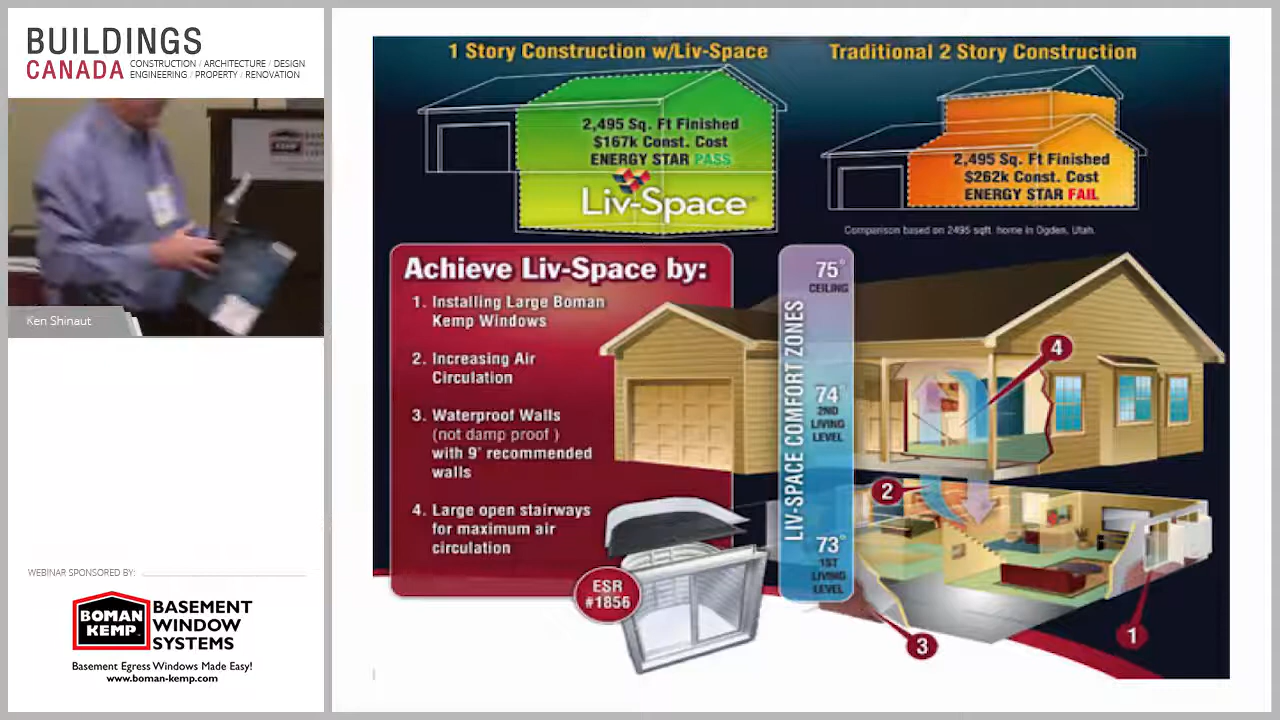 BUILDINGS
CANADA
CONSTRUCTION / ARCHITECTURE / DESIGN
ENGINEERING / PROPERTY / RENOVATION
Ken Shinaut
WEBINAR SPONSORED BY:
BOMAN
KEMP
BASEMENT
WINDOW
SYSTEMS
Basement Egress Windows Made Easy!
www.boman-kemp.com
1 Story Construction w/Liv-Space
2,495 Sq. Ft Finished
$167k Const. Cost
ENERGY STAR PASS
Liv-Space
Traditional 2 Story Construction
2,495 Sq. Ft Finished
$262k Const. Cost
ENERGY STAR FAIL
Comparison based on 2495 sqft. home in Ogden, Utah.
Achieve Liv-Space by:
1. Installing Large Boman
Kemp Windows
2. Increasing Air
Circulation
3. Waterproof Walls
(not damp proof )
with 9' recommended
walls
4. Large open stairways
for maximum air
circulation
ESR
#1856
LIV-SPACE COMFORT ZONES
75°
CEILING
74°
2ND
LIVING
LEVEL
73°
1ST
LIVING
LEVEL
4
2
3
1